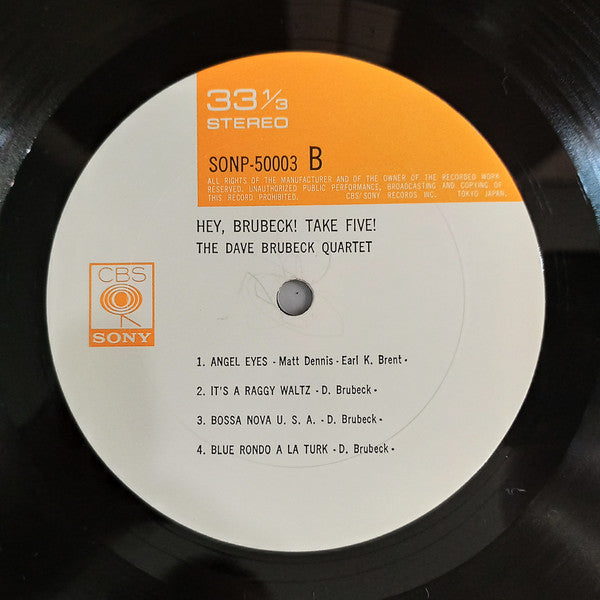 33 1/3
STEREO
SONP-50003 B
ALL RIGHTS OF THE MANUFACTURER AND OF THE OWNER OF THE RECORDED WORK
RESERVED. UNAUTHORIZED PUBLIC PERFORMANCE, BROADCASTING AND COPYING OF
THIS RECORD PROHIBITED. CBS/SONY RECORDS INC. TOKYO JAPAN.
HEY, BRUBECK! TAKE FIVE!
THE DAVE BRUBECK QUARTET
CBS
SONY
1. ANGEL EYES - Matt Dennis - Earl K. Brent -
2. IT'S A RAGGY WALTZ - D. Brubeck -
3. BOSSA NOVA U. S. A. - D. Brubeck -
4. BLUE RONDO A LA TURK - D. Brubeck -